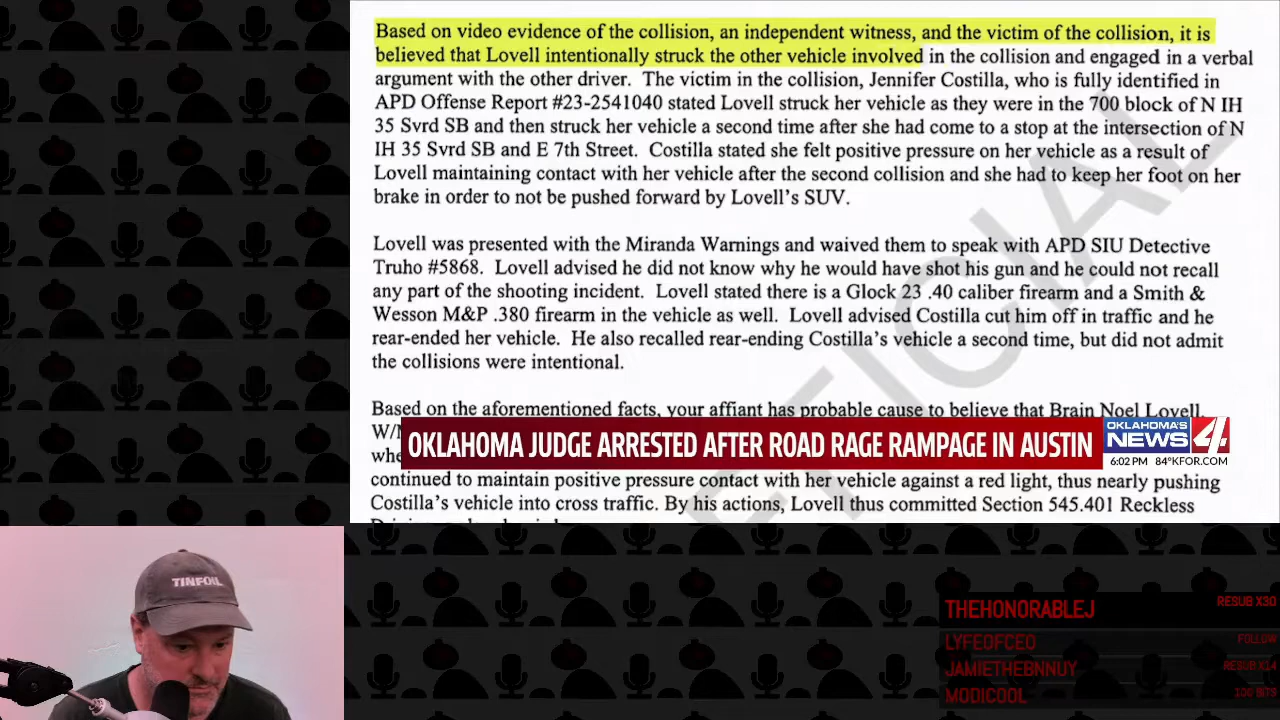 Based on video evidence of the collision, an independent witness, and the victim of the collision, it is
believed that Lovell intentionally struck the other vehicle involved in the collision and engaged in a verbal
argument with the other driver. The victim in the collision, Jennifer Costilla, who is fully identified in
APD Offense Report #23-2541040 stated Lovell struck her vehicle as they were in the 700 block of N IH
35 Svrd SB and then struck her vehicle a second time after she had come to a stop at the intersection of N
IH 35 Svrd SB and E 7th Street. Costilla stated she felt positive pressure on her vehicle as a result of
Lovell maintaining contact with her vehicle after the second collision and she had to keep her foot on her
brake in order to not be pushed forward by Lovell's SUV.
Lovell was presented with the Miranda Warnings and waived them to speak with APD SIU Detective
Truho #5868. Lovell advised he did not know why he would have shot his gun and he could not recall
any part of the shooting incident. Lovell stated there is a Glock 23 .40 caliber firearm and a Smith &
Wesson M&P .380 firearm in the vehicle as well. Lovell advised Costilla cut him off in traffic and he
rear-ended her vehicle. He also recalled rear-ending Costilla's vehicle a second time, but did not admit
the collisions were intentional.
Based on the aforementioned facts, your affiant has probable cause to believe that Brain Noel Lovell,
OKLAHOMA JUDGE ARRESTED AFTER ROAD RAGE RAMPAGE IN AUSTIN
OKLAHOMA'S
NEWS 4
6:02 PM 84° KFOR.COM
continued to maintain positive pressure contact with her vehicle against a red light, thus nearly pushing
Costilla's vehicle into cross traffic. By his actions, Lovell thus committed Section 545.401 Reckless
TINFOIL
THEHONORABLEJ RESUB X30
LYFEOFCEO FOLLOW
JAMIETHEBNNUY RESUB X14
MODICOOL 100 BITS